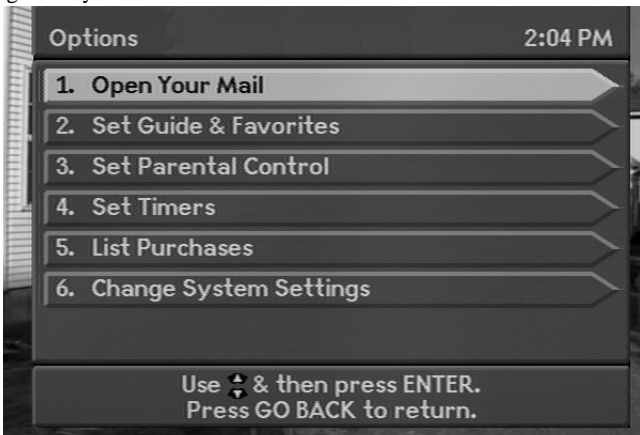 Options 2:04 PM
1. Open Your Mail
2. Set Guide & Favorites
3. Set Parental Control
4. Set Timers
5. List Purchases
6. Change System Settings
Use & then press ENTER.
Press GO BACK to return.